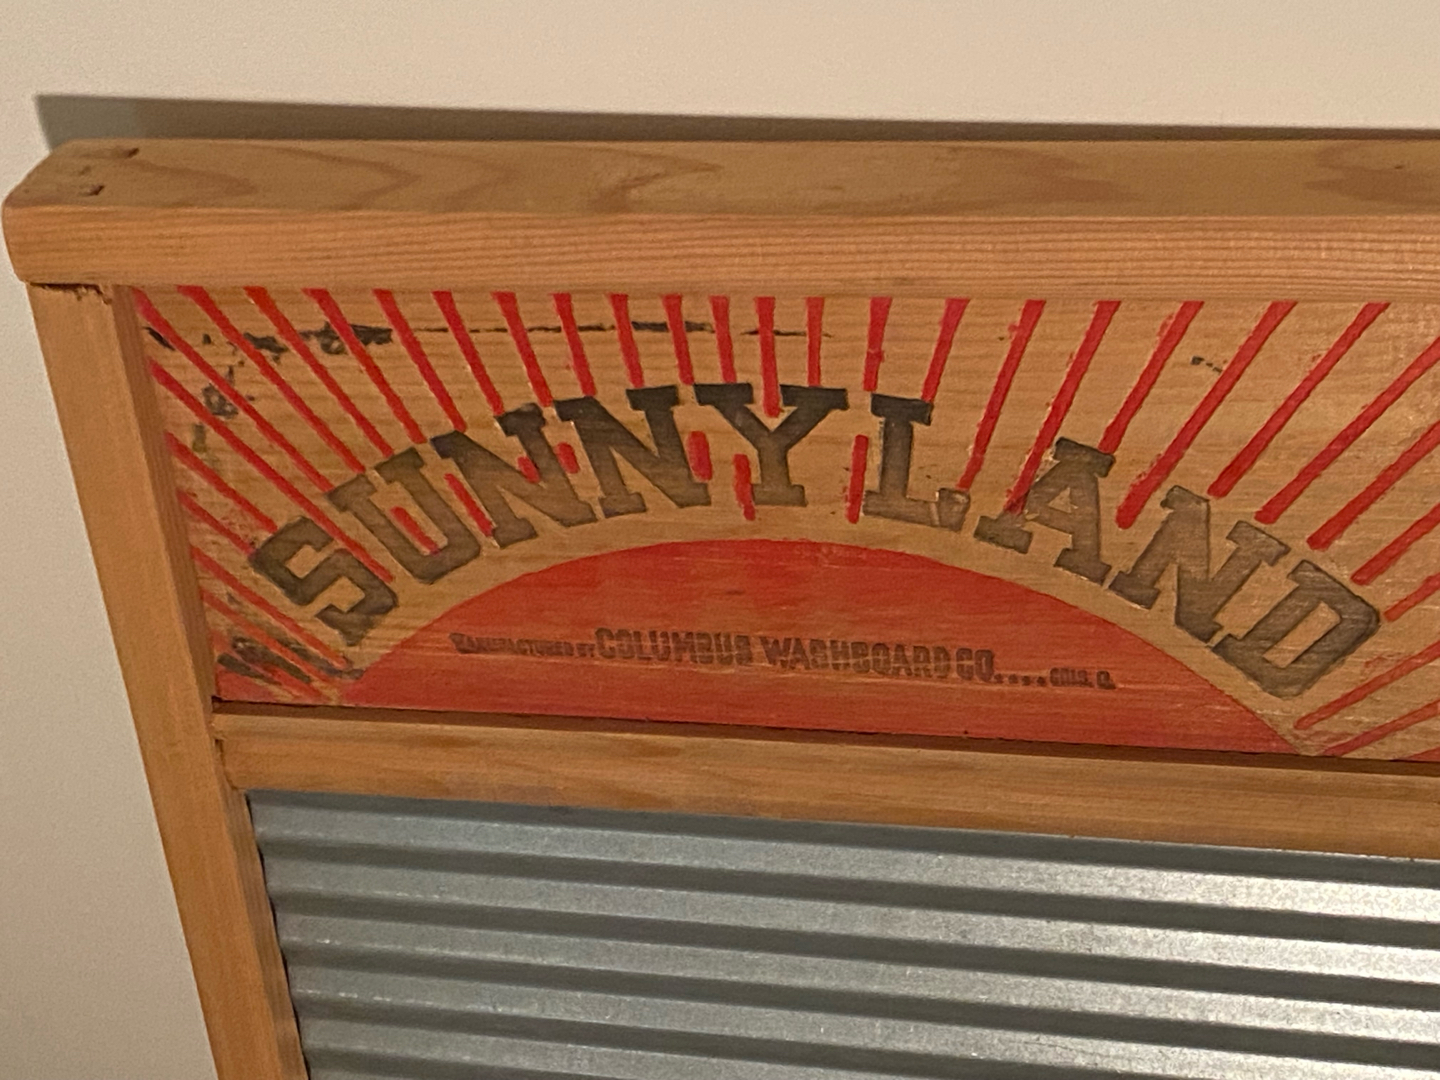 SUNNYLAND
MANUFACTURED BY COLUMBUS WASHBOARD CO.....COLS. O.